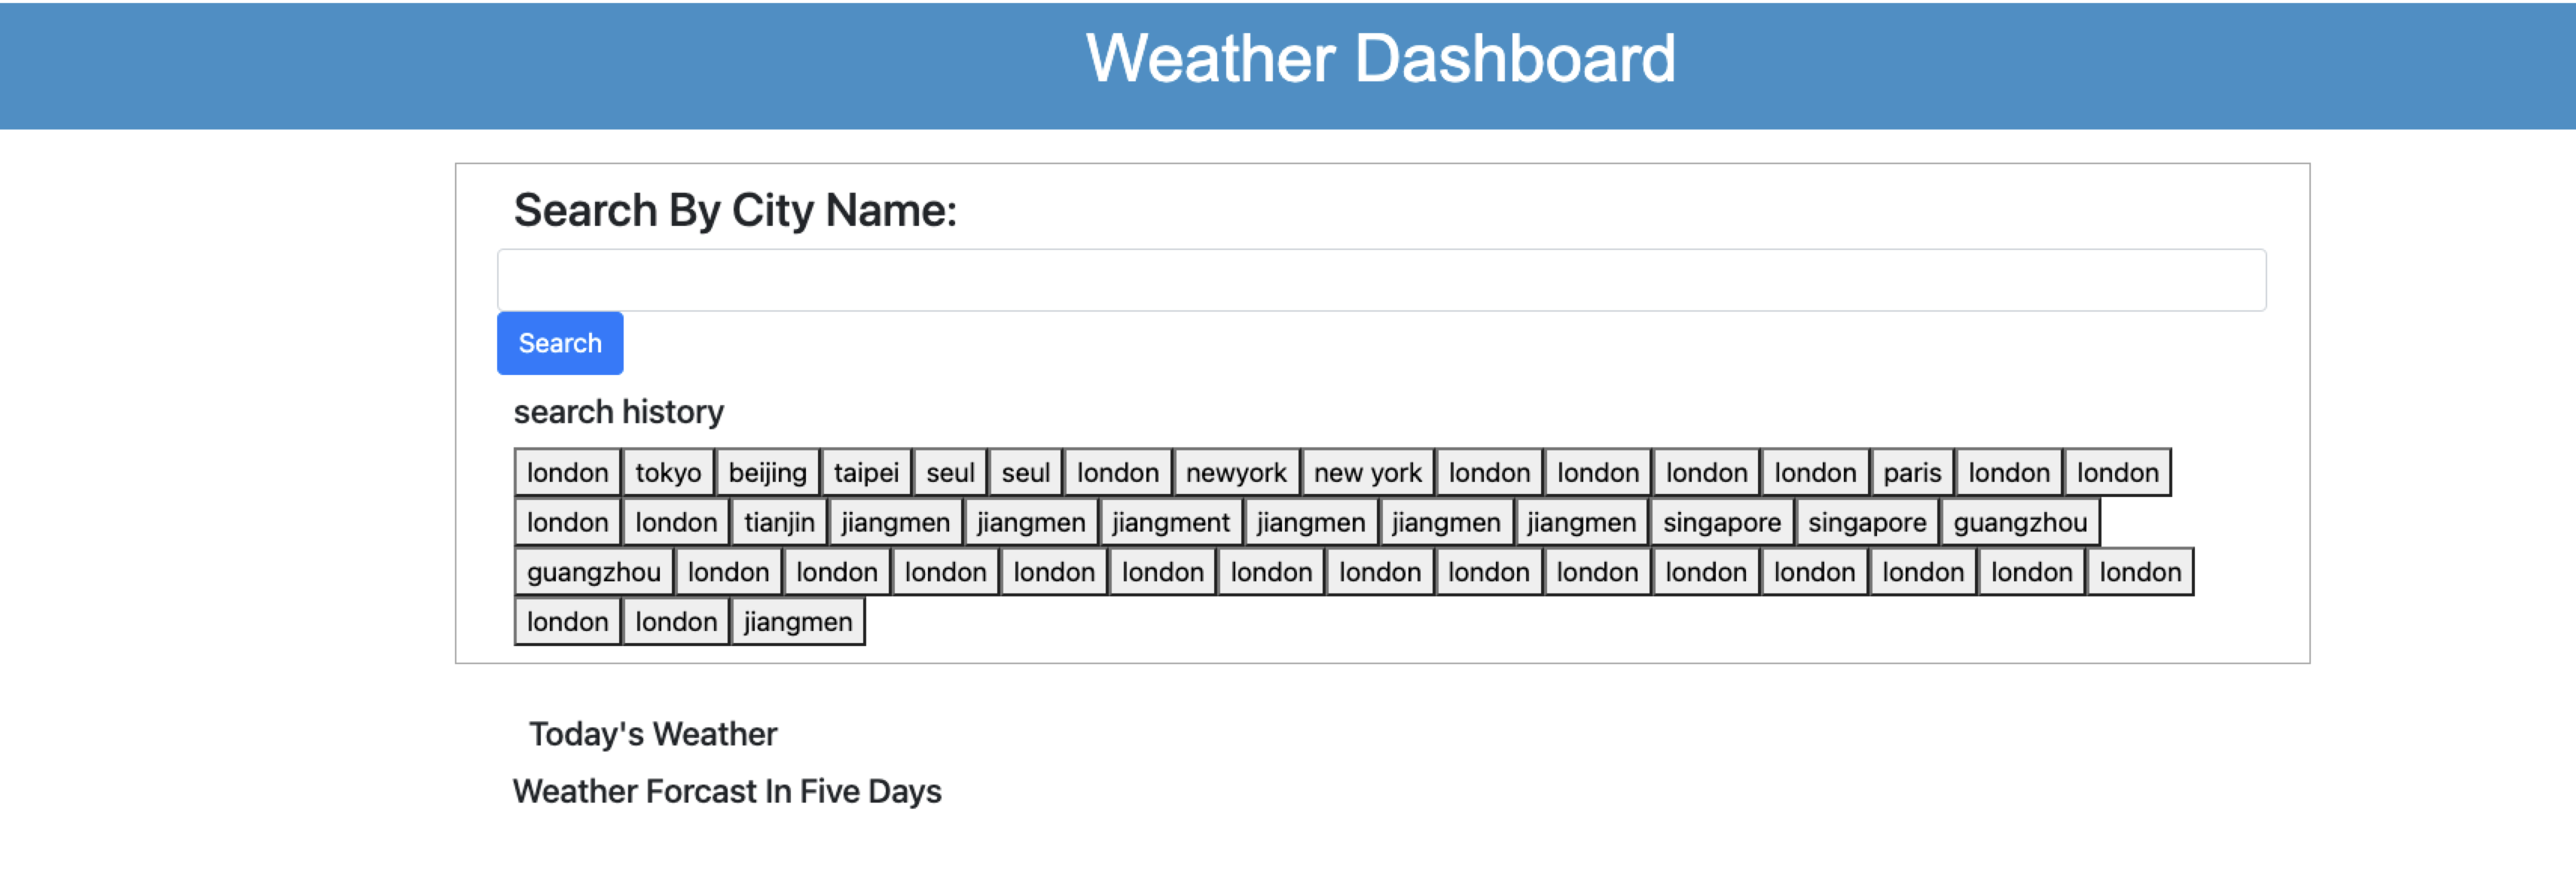 Weather Dashboard
Search By City Name:
Search
search history
london tokyo beijing taipei seul seul london newyork new york london london london london paris london london
london london tianjin jiangmen jiangmen jiangment jiangmen jiangmen jiangmen singapore singapore guangzhou
guangzhou london london london london london london london london london london london london london london
london london jiangmen
Today's Weather
Weather Forcast In Five Days